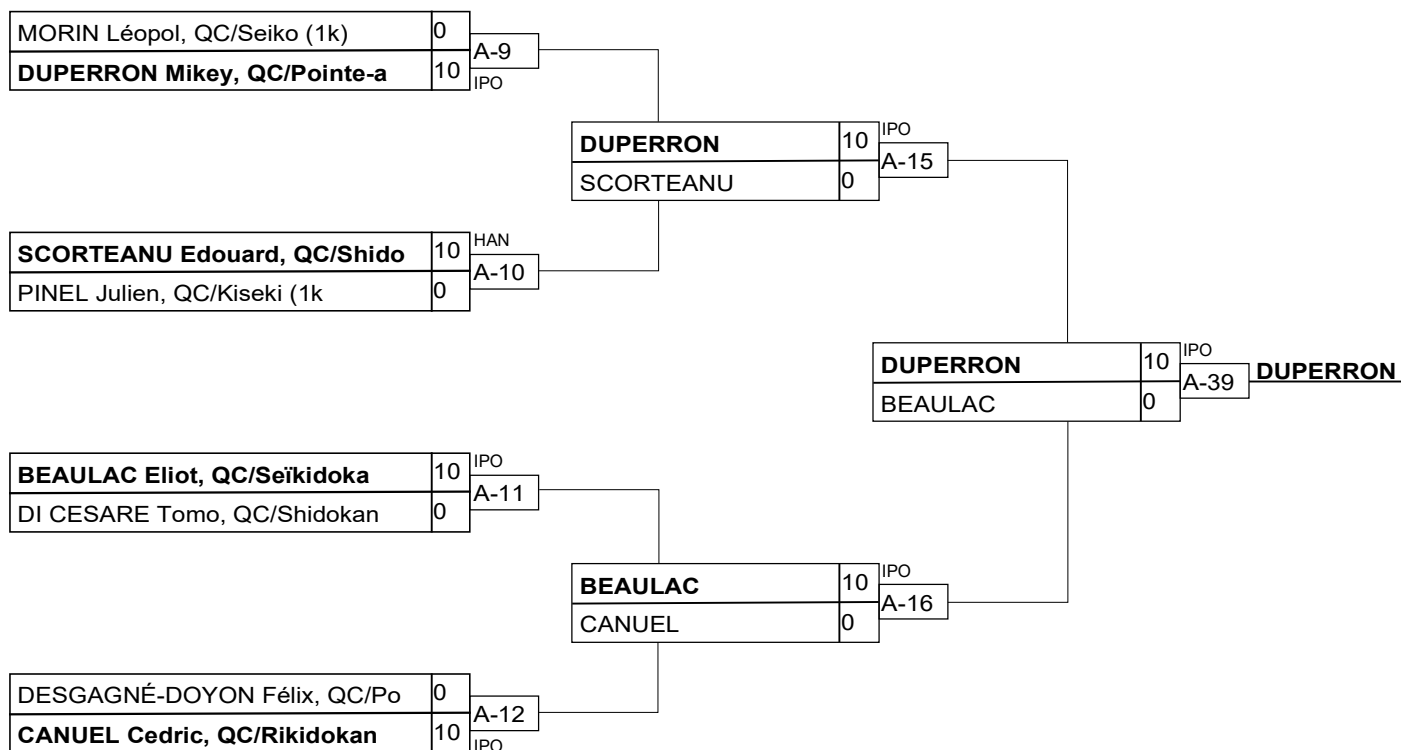 MORIN Léopol, QC/Seiko (1k) 0
A-9
DUPERRON Mikey, QC/Pointe-a 10
IPO
DUPERRON 10 IPO
A-15
SCORTEANU 0
SCORTEANU Edouard, QC/Shido 10 HAN
A-10
PINEL Julien, QC/Kiseki (1k 0
DUPERRON 10 IPO
A-39 DUPERRON
BEAULAC 0
BEAULAC Eliot, QC/Seïkidoka 10 IPO
A-11
DI CESARE Tomo, QC/Shidokan 0
BEAULAC 10 IPO
A-16
CANUEL 0
DESGAGNÉ-DOYON Félix, QC/Po 0
A-12
CANUEL Cedric, QC/Rikidokan 10
IPO